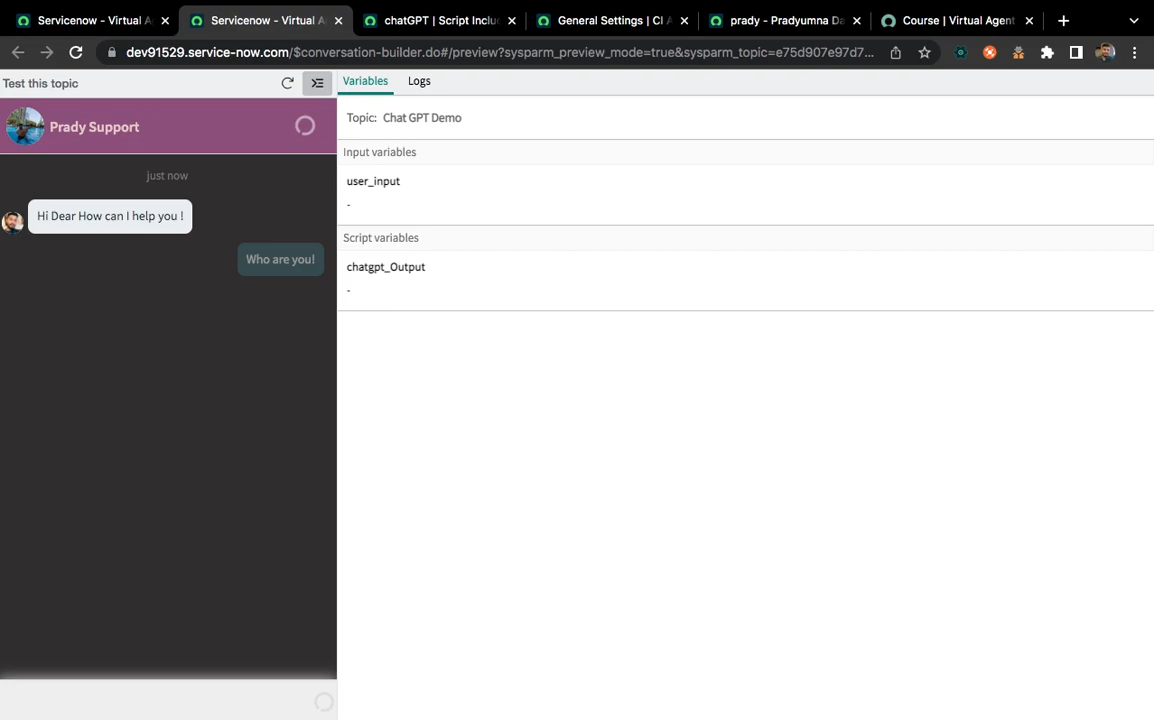 Servicenow - Virtual A
Servicenow - Virtual A
chatGPT | Script Inclu
General Settings | CI A
prady - Pradyumna Da
Course | Virtual Agent
dev91529.service-now.com/$conversation-builder.do#/preview?sysparm_preview_mode=true&sysparm_topic=e75d907e97d7...
Test this topic
Variables
Logs
Prady Support
Topic: Chat GPT Demo
Input variables
just now
user_input
-
Hi Dear How can I help you !
Script variables
Who are you!
chatgpt_Output
-